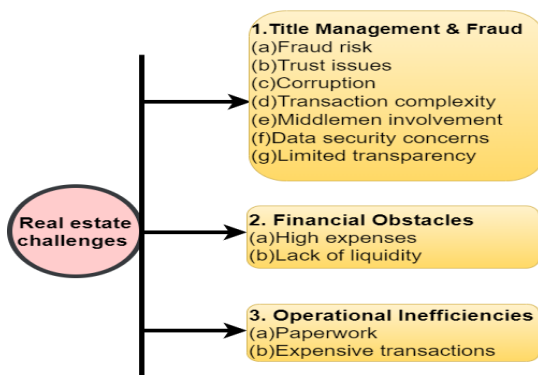 Real estate
challenges
1.Title Management & Fraud
(a)Fraud risk
(b)Trust issues
(c)Corruption
(d)Transaction complexity
(e)Middlemen involvement
(f)Data security concerns
(g)Limited transparency
2. Financial Obstacles
(a)High expenses
(b)Lack of liquidity
3. Operational Inefficiencies
(a)Paperwork
(b)Expensive transactions